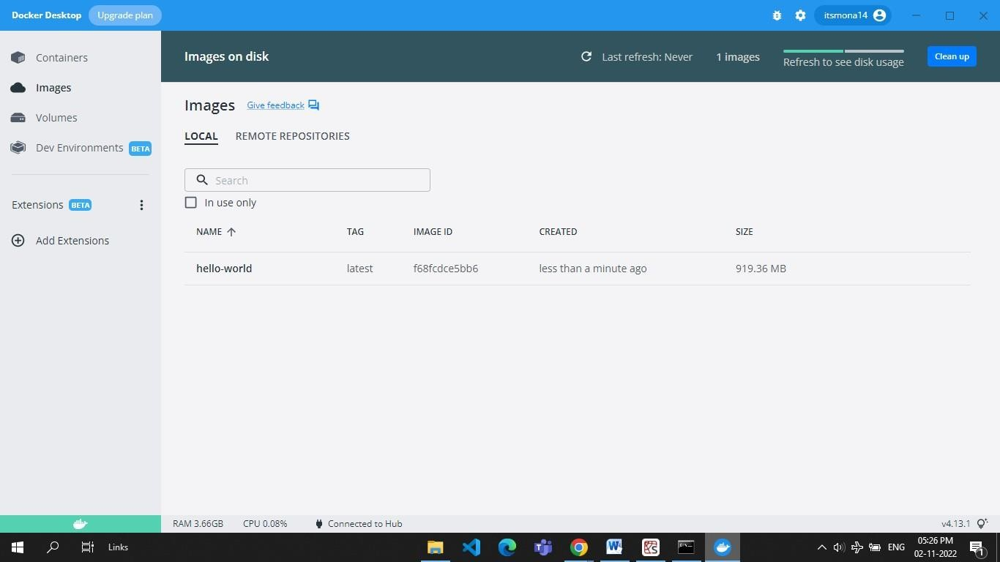 Docker Desktop Upgrade plan itsmona14
Containers
Images
Volumes
Dev Environments BETA
Extensions BETA
Add Extensions
Images on disk Last refresh: Never 1 images Refresh to see disk usage Clean up
Images Give feedback
LOCAL REMOTE REPOSITORIES
Search
In use only
NAME TAG IMAGE ID CREATED SIZE
hello-world latest f68fcdce5bb6 less than a minute ago 919.36 MB
RAM 3.66GB CPU 0.08% Connected to Hub v4.13.1
Links ENG 05:26 PM
02-11-2022 1